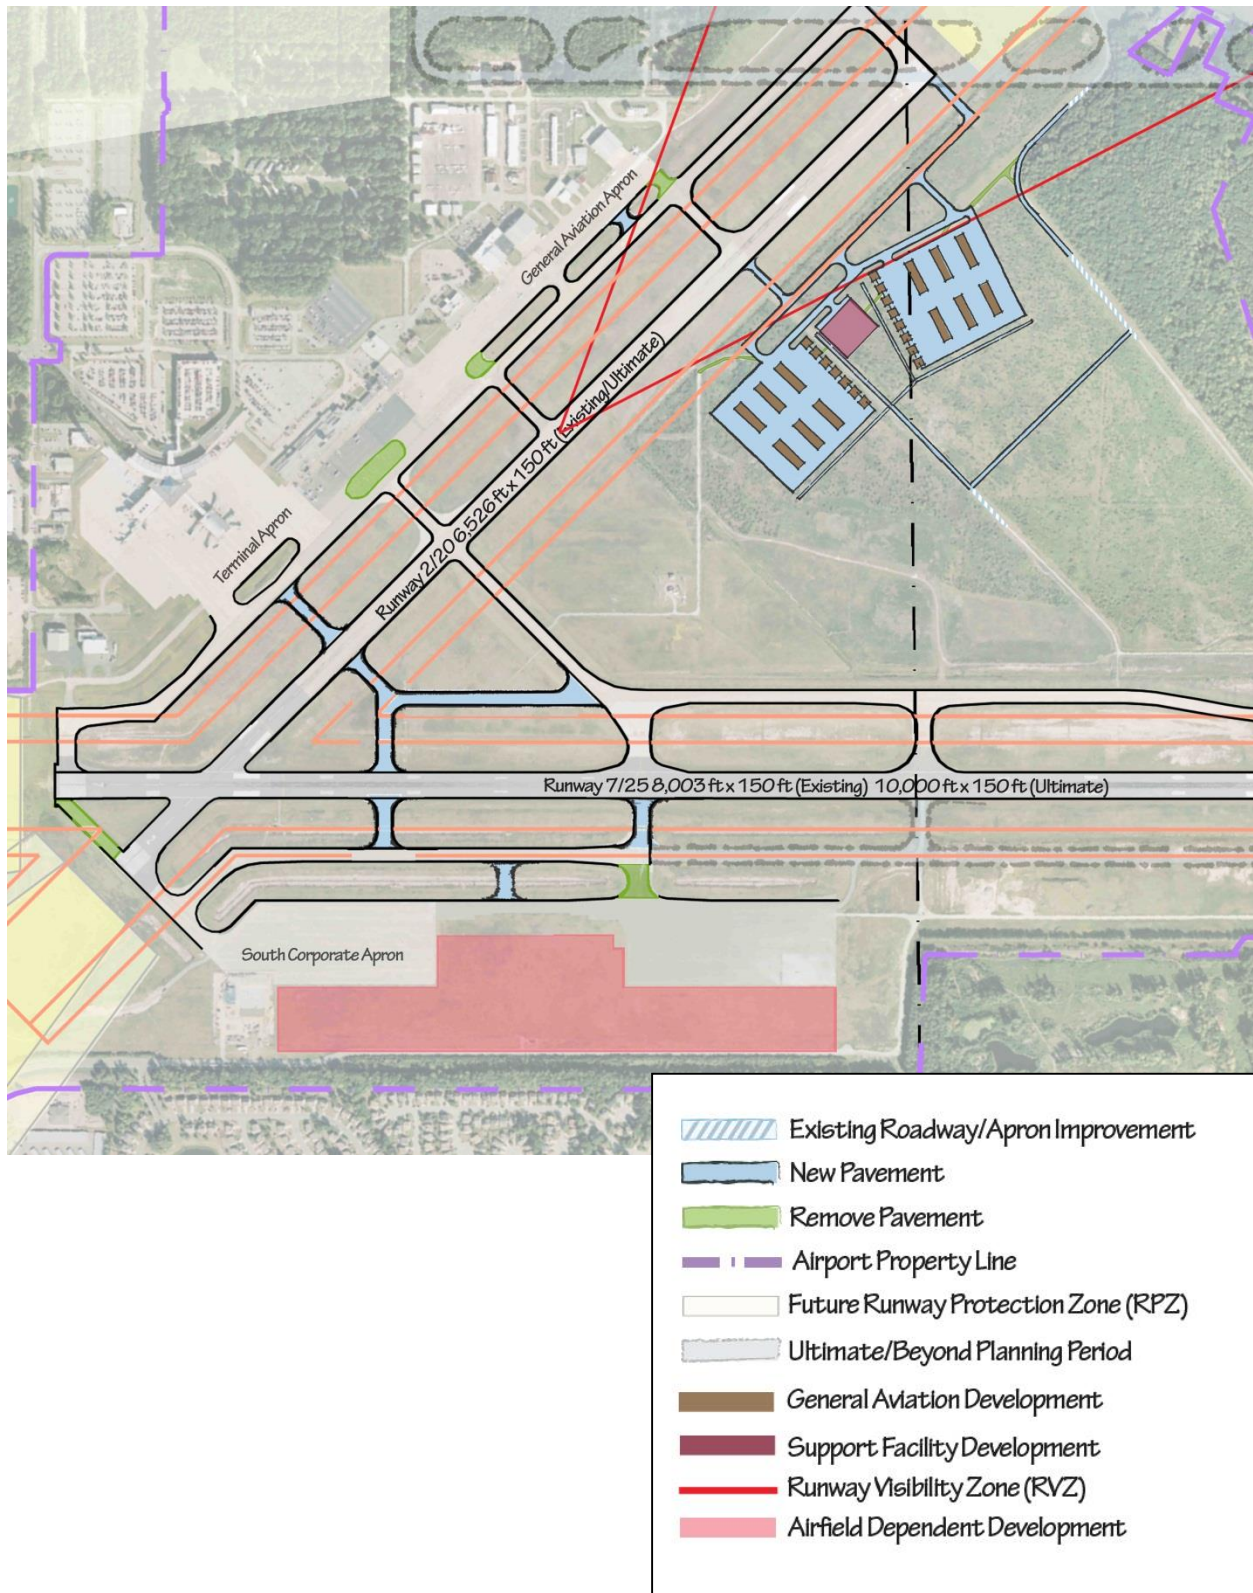 General Aviation Apron
Terminal Apron
Runway 2/20 6,526 ft x 150 ft (Existing/Ultimate)
Runway 7/25 8,003 ft x 150 ft (Existing) 10,000 ft x 150 ft (Ultimate)
South Corporate Apron
Existing Roadway/Apron Improvement
New Pavement
Remove Pavement
Airport Property Line
Future Runway Protection Zone (RPZ)
Ultimate/Beyond Planning Period
General Aviation Development
Support Facility Development
Runway Visibility Zone (RVZ)
Airfield Dependent Development